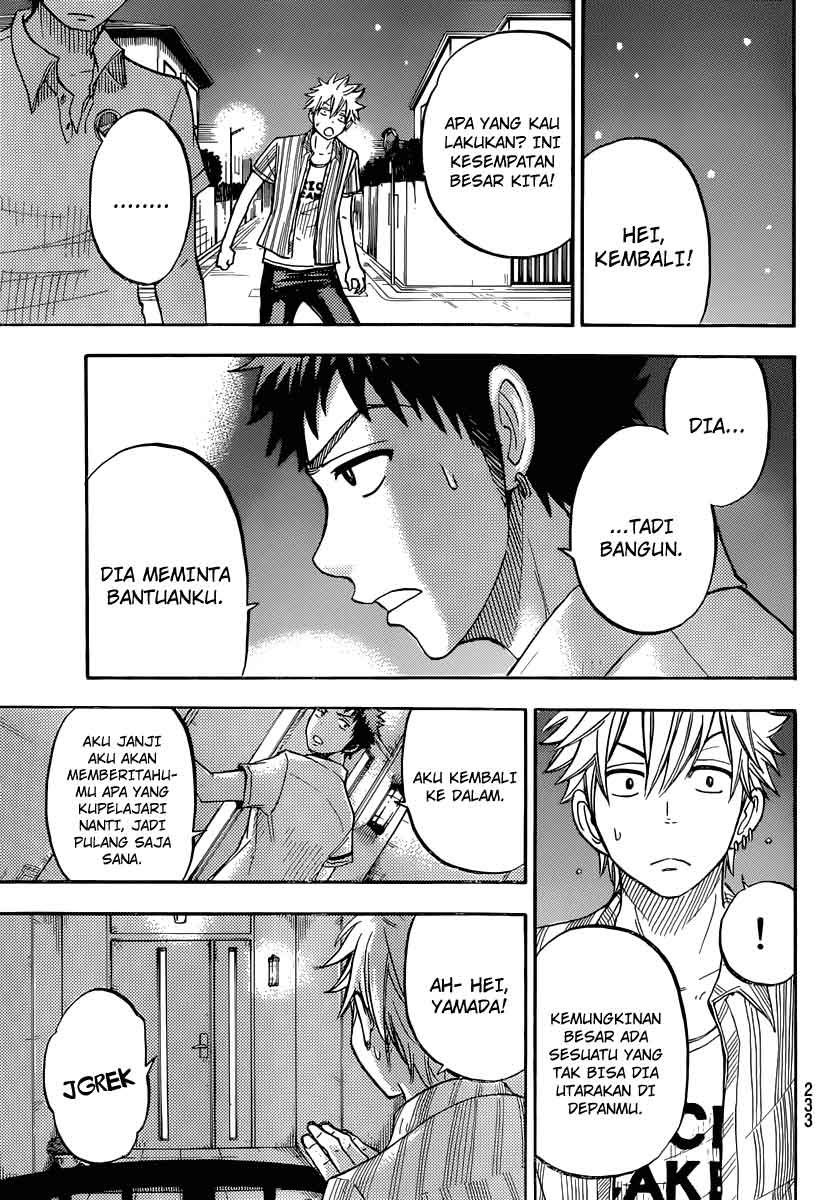 HEI,
KEMBALI!
APA YANG KAU
LAKUKAN? INI
KESEMPATAN
BESAR KITA!
........
DIA...
...TADI
BANGUN.
DIA MEMINTA
BANTUANKU.
!
KEMUNGKINAN
BESAR ADA
SESUATU YANG
TAK BISA DIA
UTARAKAN DI
DEPANMU.
AKU KEMBALI
KE DALAM.
AKU JANJI
AKU AKAN
MEMBERITAHU-
MU APA YANG
KUPELAJARI
NANTI, JADI
PULANG SAJA
SANA.
AH- HEI,
YAMADA!
JGREK
233